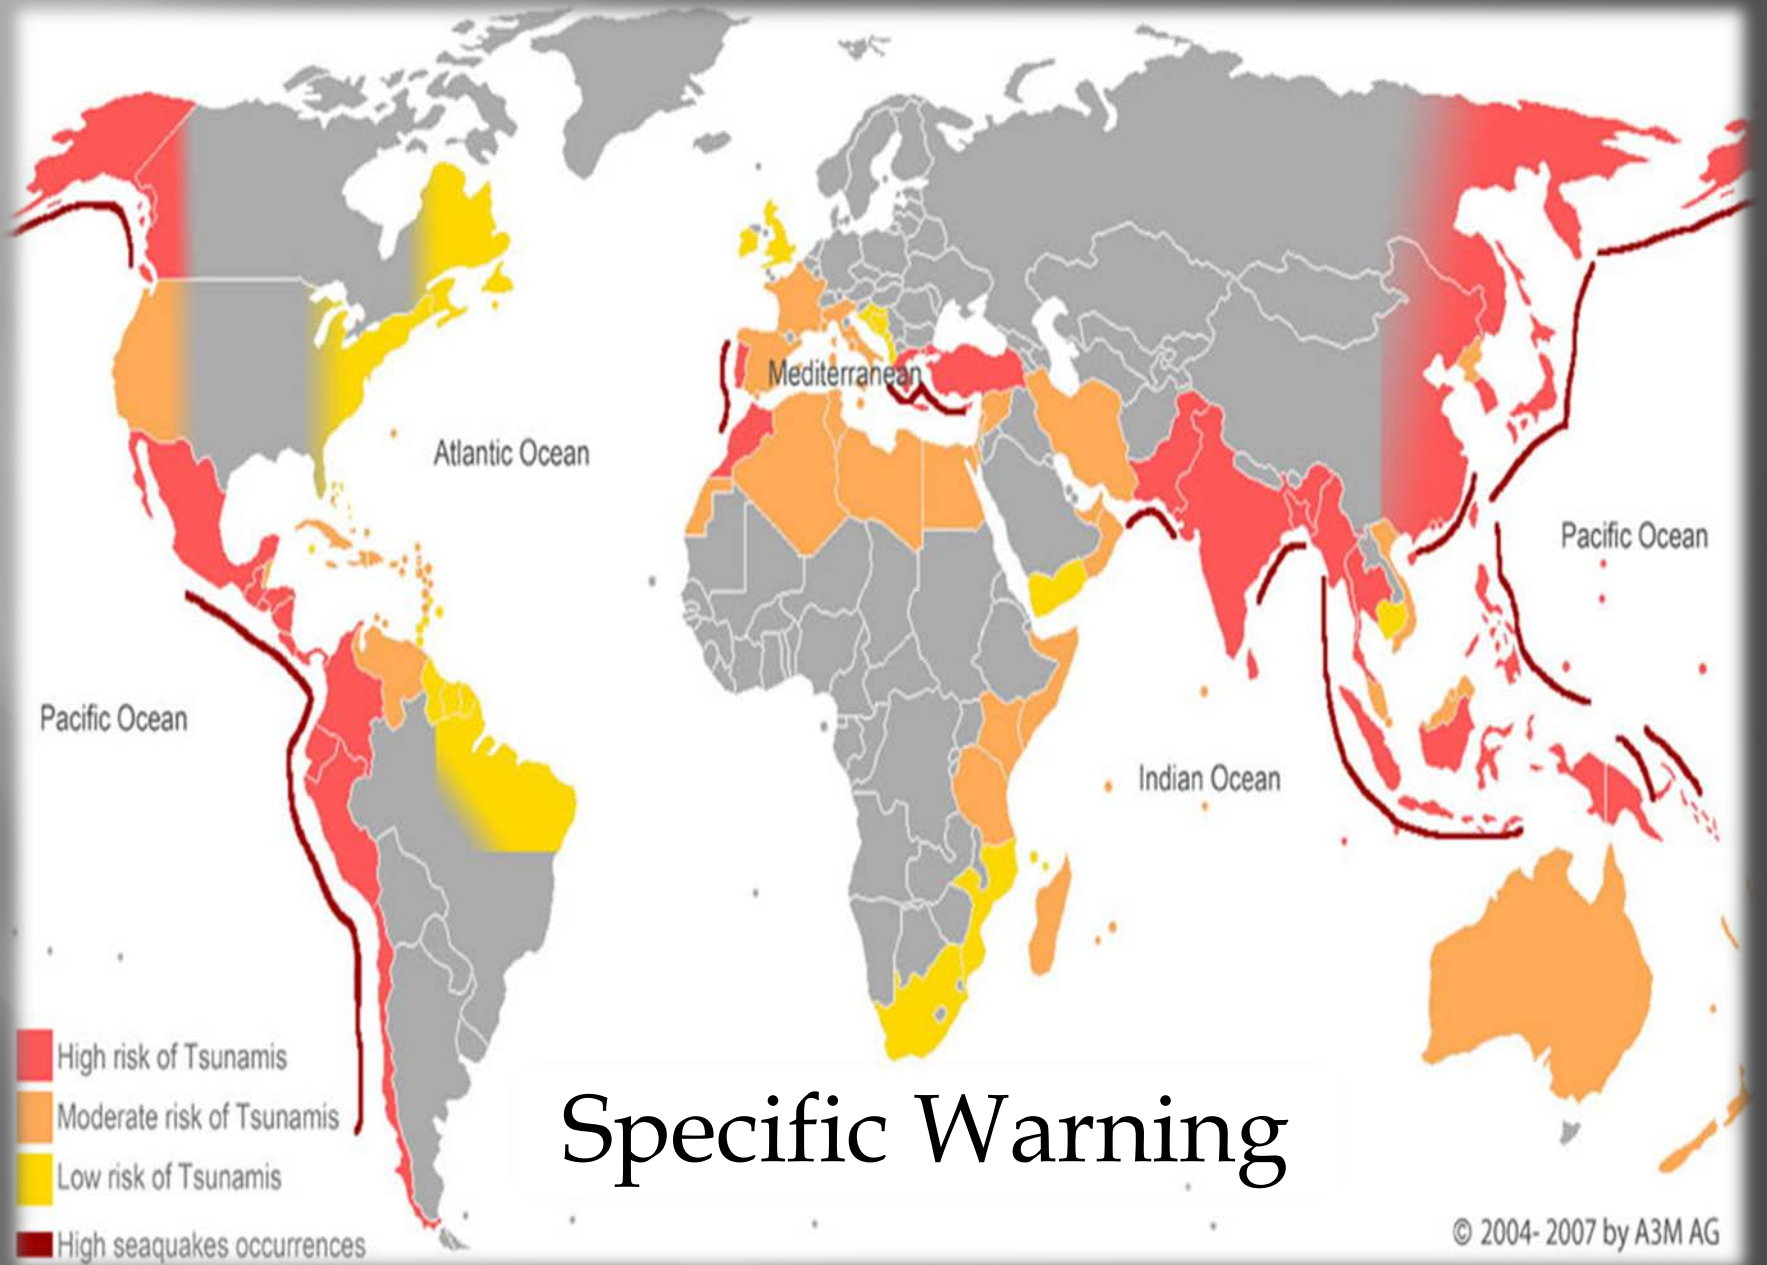 Mediterranean
Atlantic Ocean
Pacific Ocean
Pacific Ocean
Indian Ocean
High risk of Tsunamis
Moderate risk of Tsunamis
Low risk of Tsunamis
High seaquakes occurrences
Specific Warning
© 2004- 2007 by A3M AG